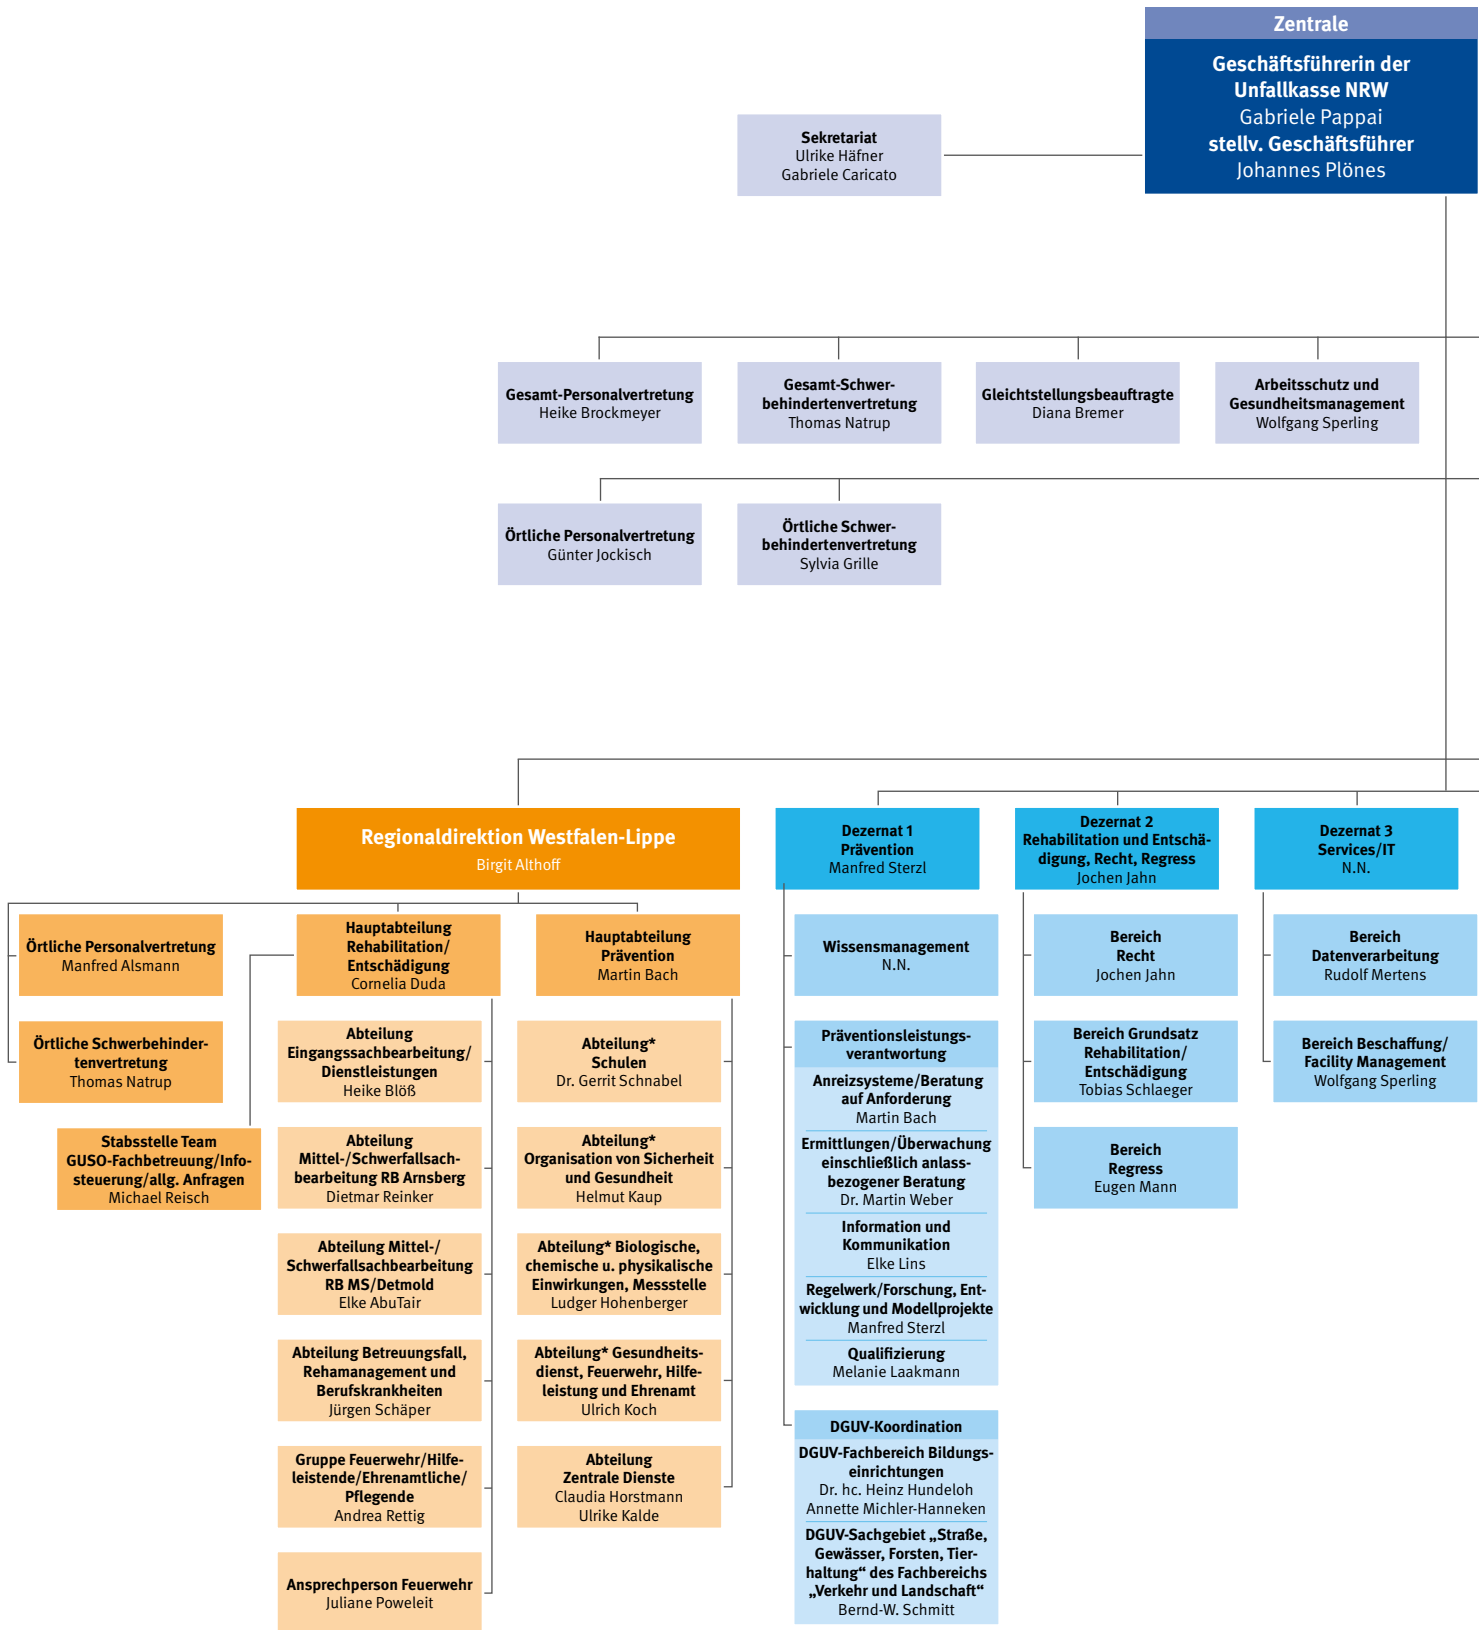 Zentrale
Geschäftsführerin der
Unfallkasse NRW
Gabriele Pappai
stellv. Geschäftsführer
Johannes Plönes
Sekretariat
Ulrike Häfner
Gabriele Caricato
Gesamt-Personalvertretung
Heike Brockmeyer
Gesamt-Schwer-
behindertenvertretung
Thomas Natrup
Gleichtstellungsbeauftragte
Diana Bremer
Arbeitsschutz und
Gesundheitsmanagement
Wolfgang Sperling
Örtliche Personalvertretung
Günter Jockisch
Örtliche Schwer-
behindertenvertretung
Sylvia Grille
Regionaldirektion Westfalen-Lippe
Birgit Althoff
Örtliche Personalvertretung
Manfred Alsmann
Örtliche Schwerbehinder-
tenvertretung
Thomas Natrup
Stabsstelle Team
GUSO-Fachbetreuung/Info-
steuerung/allg. Anfragen
Michael Reisch
Hauptabteilung
Rehabilitation/
Entschädigung
Cornelia Duda
Abteilung
Eingangssachbearbeitung/
Dienstleistungen
Heike Blöß
Abteilung
Mittel-/Schwerfallsach-
bearbeitung RB Arnsberg
Dietmar Reinker
Abteilung Mittel-/
Schwerfallsachbearbeitung
RB MS/Detmold
Elke AbuTair
Abteilung Betreuungsfall,
Rehamanagement und
Berufskrankheiten
Jürgen Schäper
Gruppe Feuerwehr/Hilfe-
leistende/Ehrenamtliche/
Pflegende
Andrea Rettig
Ansprechperson Feuerwehr
Juliane Poweleit
Hauptabteilung
Prävention
Martin Bach
Abteilung*
Schulen
Dr. Gerrit Schnabel
Abteilung*
Organisation von Sicherheit
und Gesundheit
Helmut Kaup
Abteilung* Biologische,
chemische u. physikalische
Einwirkungen, Messstelle
Ludger Hohenberger
Abteilung* Gesundheits-
dienst, Feuerwehr, Hilfe-
leistung und Ehrenamt
Ulrich Koch
Abteilung
Zentrale Dienste
Claudia Horstmann
Ulrike Kalde
Dezernat 1
Prävention
Manfred Sterzl
Wissensmanagement
N.N.
Präventionsleistungs-
verantwortung
Anreizsysteme/Beratung
auf Anforderung
Martin Bach
Ermittlungen/Überwachung
einschließlich anlass-
bezogener Beratung
Dr. Martin Weber
Information und
Kommunikation
Elke Lins
Regelwerk/Forschung, Ent-
wicklung und Modellprojekte
Manfred Sterzl
Qualifizierung
Melanie Laakmann
DGUV-Koordination
DGUV-Fachbereich Bildungs-
einrichtungen
Dr. hc. Heinz Hundeloh
Annette Michler-Hanneken
DGUV-Sachgebiet „Straße,
Gewässer, Forsten, Tier-
haltung“ des Fachbereichs
„Verkehr und Landschaft“
Bernd-W. Schmitt
Dezernat 2
Rehabilitation und Entschä-
digung, Recht, Regress
Jochen Jahn
Bereich
Recht
Jochen Jahn
Bereich Grundsatz
Rehabilitation/
Entschädigung
Tobias Schlaeger
Bereich
Regress
Eugen Mann
Dezernat 3
Services/IT
N.N.
Bereich
Datenverarbeitung
Rudolf Mertens
Bereich Beschaffung/
Facility Management
Wolfgang Sperling